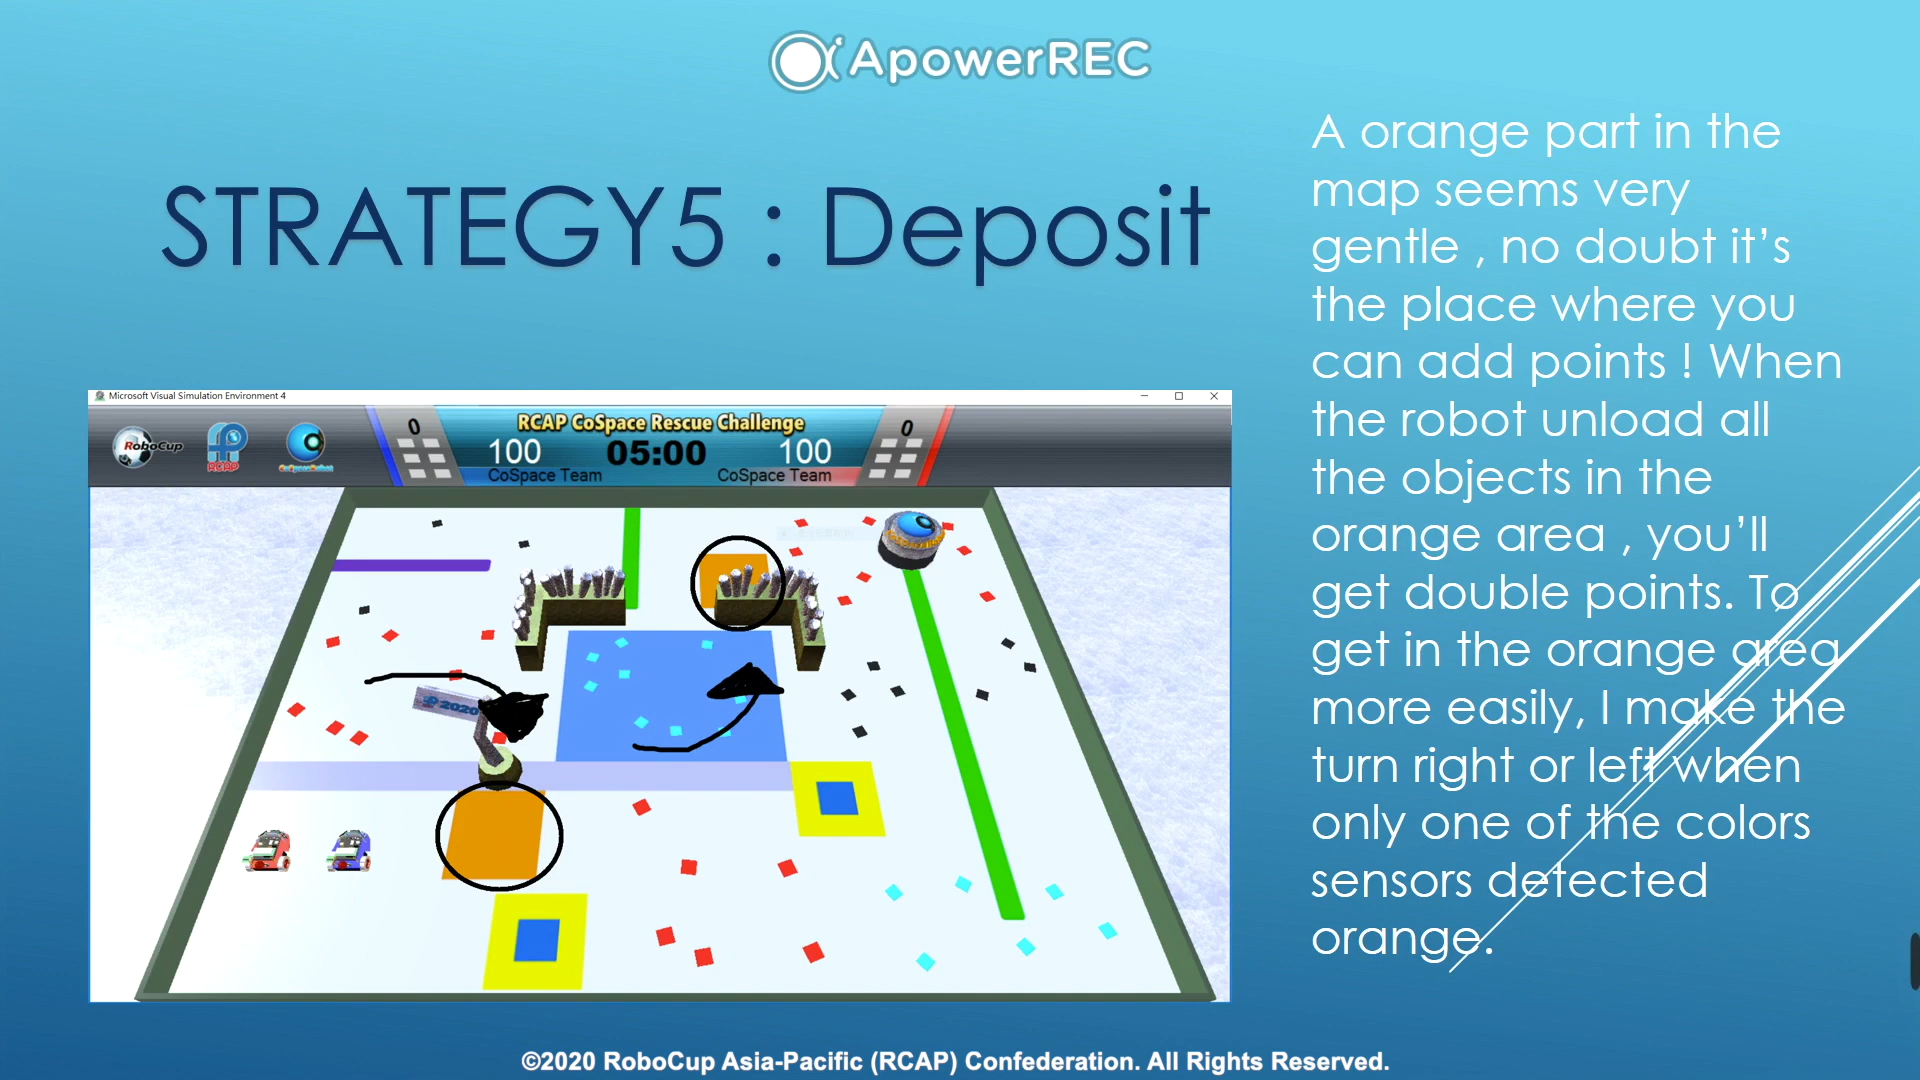 ApowerREC
STRATEGY5 : Deposit
A orange part in the
map seems very
gentle , no doubt it’s
the place where you
can add points ! When
the robot unload all
the objects in the
orange area , you’ll
get double points. To
get in the orange area
more easily, I make the
turn right or left when
only one of the colors
sensors detected
orange.
Microsoft Visual Simulation Environment 4
RoboCup
RCAP
CoSpaceRobot
0
RCAP CoSpace Rescue Challenge
0
100
05:00
100
CoSpace Team
CoSpace Team
2020
©2020 RoboCup Asia-Pacific (RCAP) Confederation. All Rights Reserved.